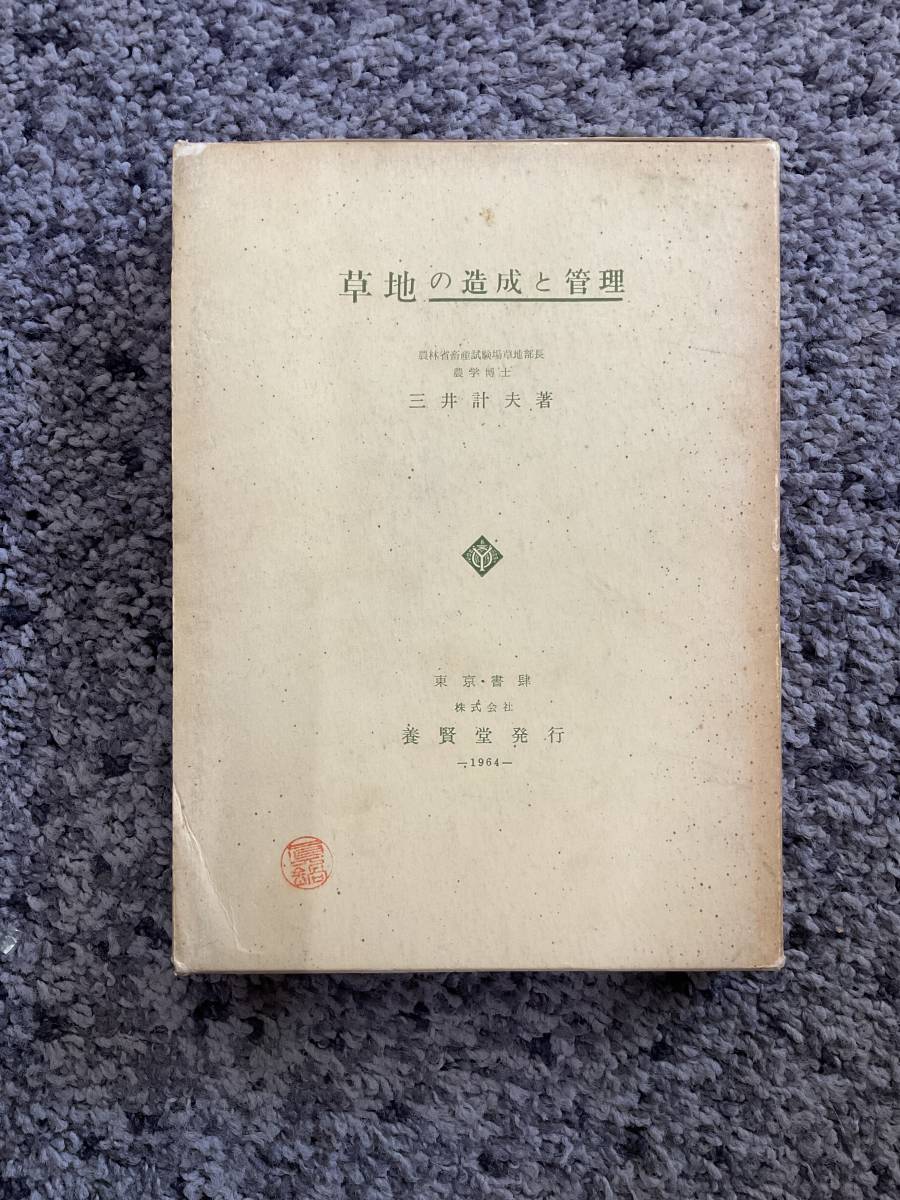 草地の造成と管理
農林省畜産試験場草地部長
農学博士
三井計夫著
東京・書肆
株式会社
養賢堂発行
—1964—